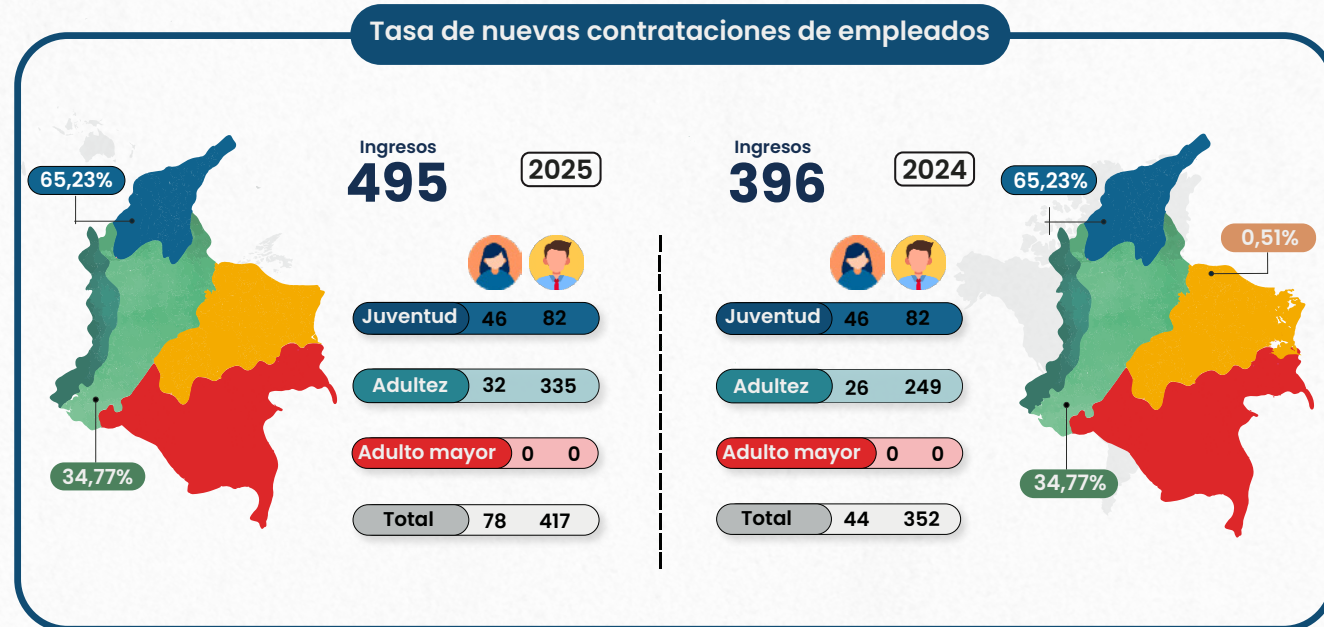 Tasa de nuevas contrataciones de empleados
65,23%
34,77%
Ingresos
495
2025
Juventud 46 82
Adultez 32 335
Adulto mayor 0 0
Total 78 417
Ingresos
396
2024
Juventud 46 82
Adultez 26 249
Adulto mayor 0 0
Total 44 352
65,23%
0,51%
34,77%